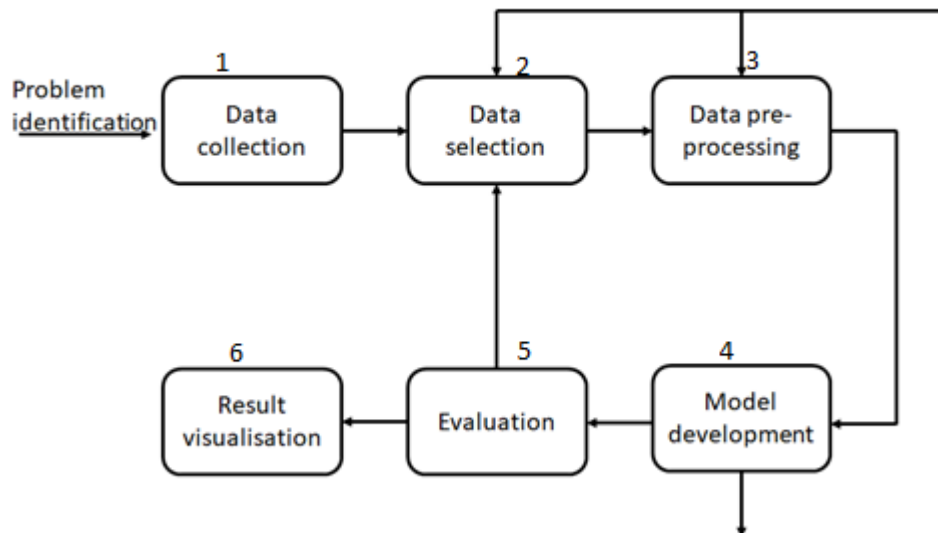 1
2
3
Problem
identification
Data
collection
Data
selection
Data pre-
processing
6
5
4
Result
visualisation
Evaluation
Model
development